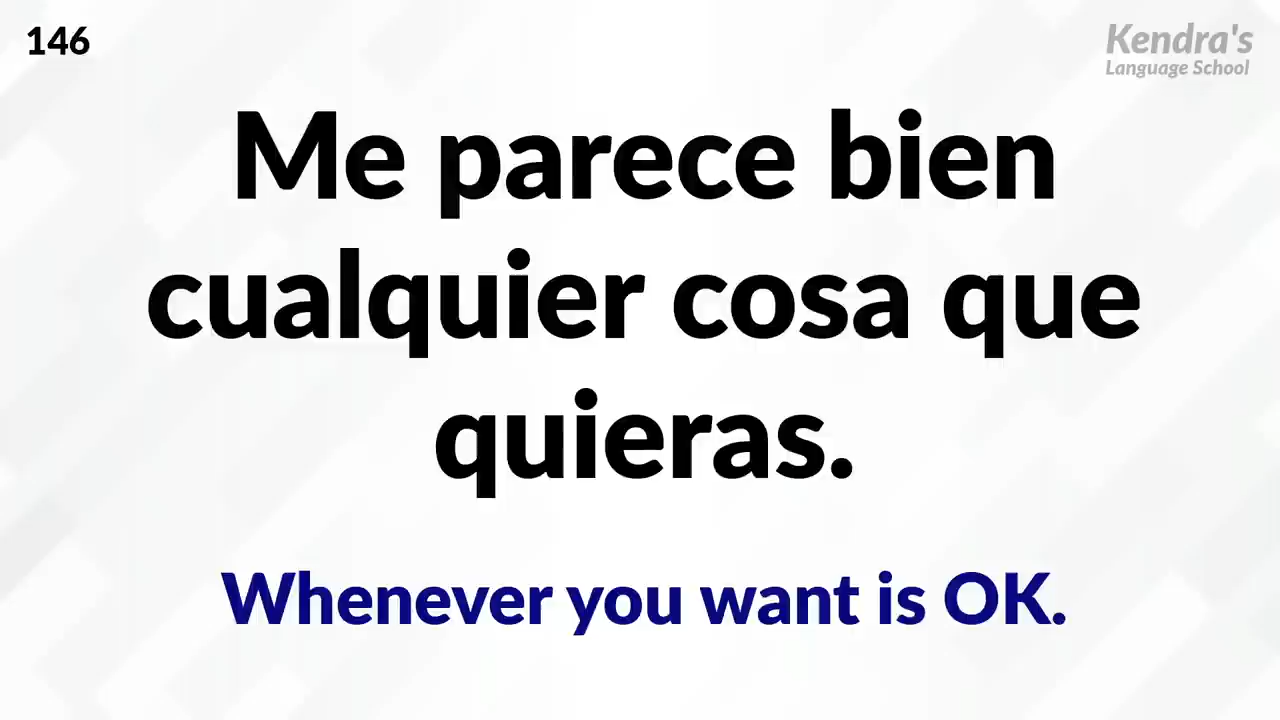 146
Kendra's
Language School
Me parece bien
cualquier cosa que
quieras.
Whenever you want is OK.